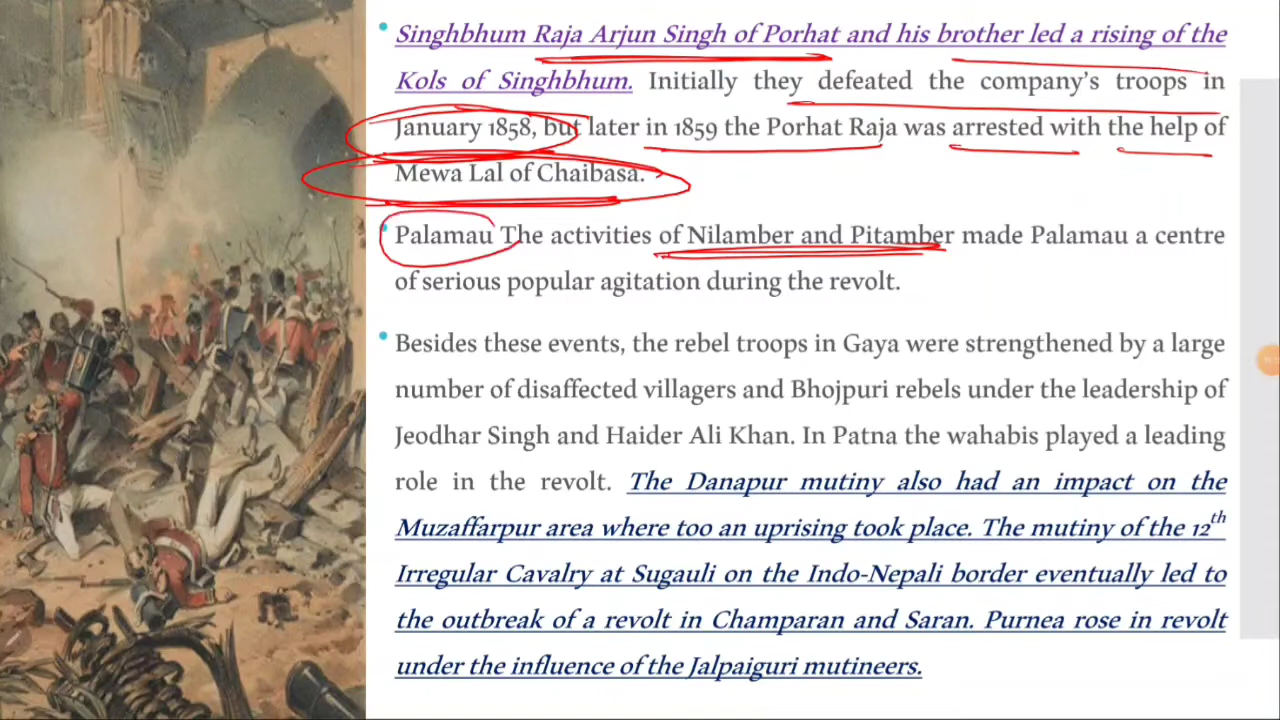 Singhbhum Raja Arjun Singh of Porhat and his brother led a rising of the
Kols of Singhbhum. Initially they defeated the company's troops in
January 1858, but later in 1859 the Porhat Raja was arrested with the help of
Mewa Lal of Chaibasa.
Palamau The activities of Nilamber and Pitamber made Palamau a centre
of serious popular agitation during the revolt.
Besides these events, the rebel troops in Gaya were strengthened by a large
number of disaffected villagers and Bhojpuri rebels under the leadership of
Jeodhar Singh and Haider Ali Khan. In Patna the wahabis played a leading
role in the revolt. The Danapur mutiny also had an impact on the
Muzaffarpur area where too an uprising took place. The mutiny of the 12th
Irregular Cavalry at Sugauli on the Indo-Nepali border eventually led to
the outbreak of a revolt in Champaran and Saran. Purnea rose in revolt
under the influence of the Jalpaiguri mutineers.